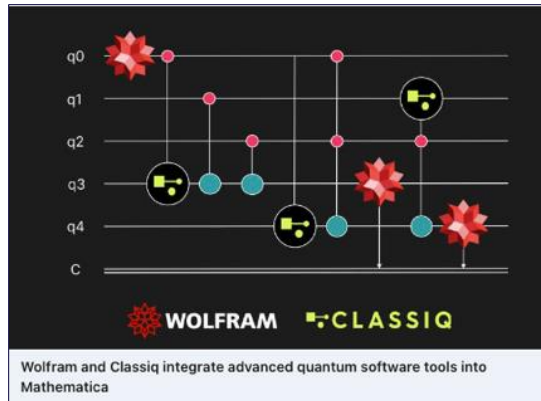 q0
q1
q2
q3
q4
C
WOLFRAM CLASSIQ
Wolfram and Classiq integrate advanced quantum software tools into
Mathematica